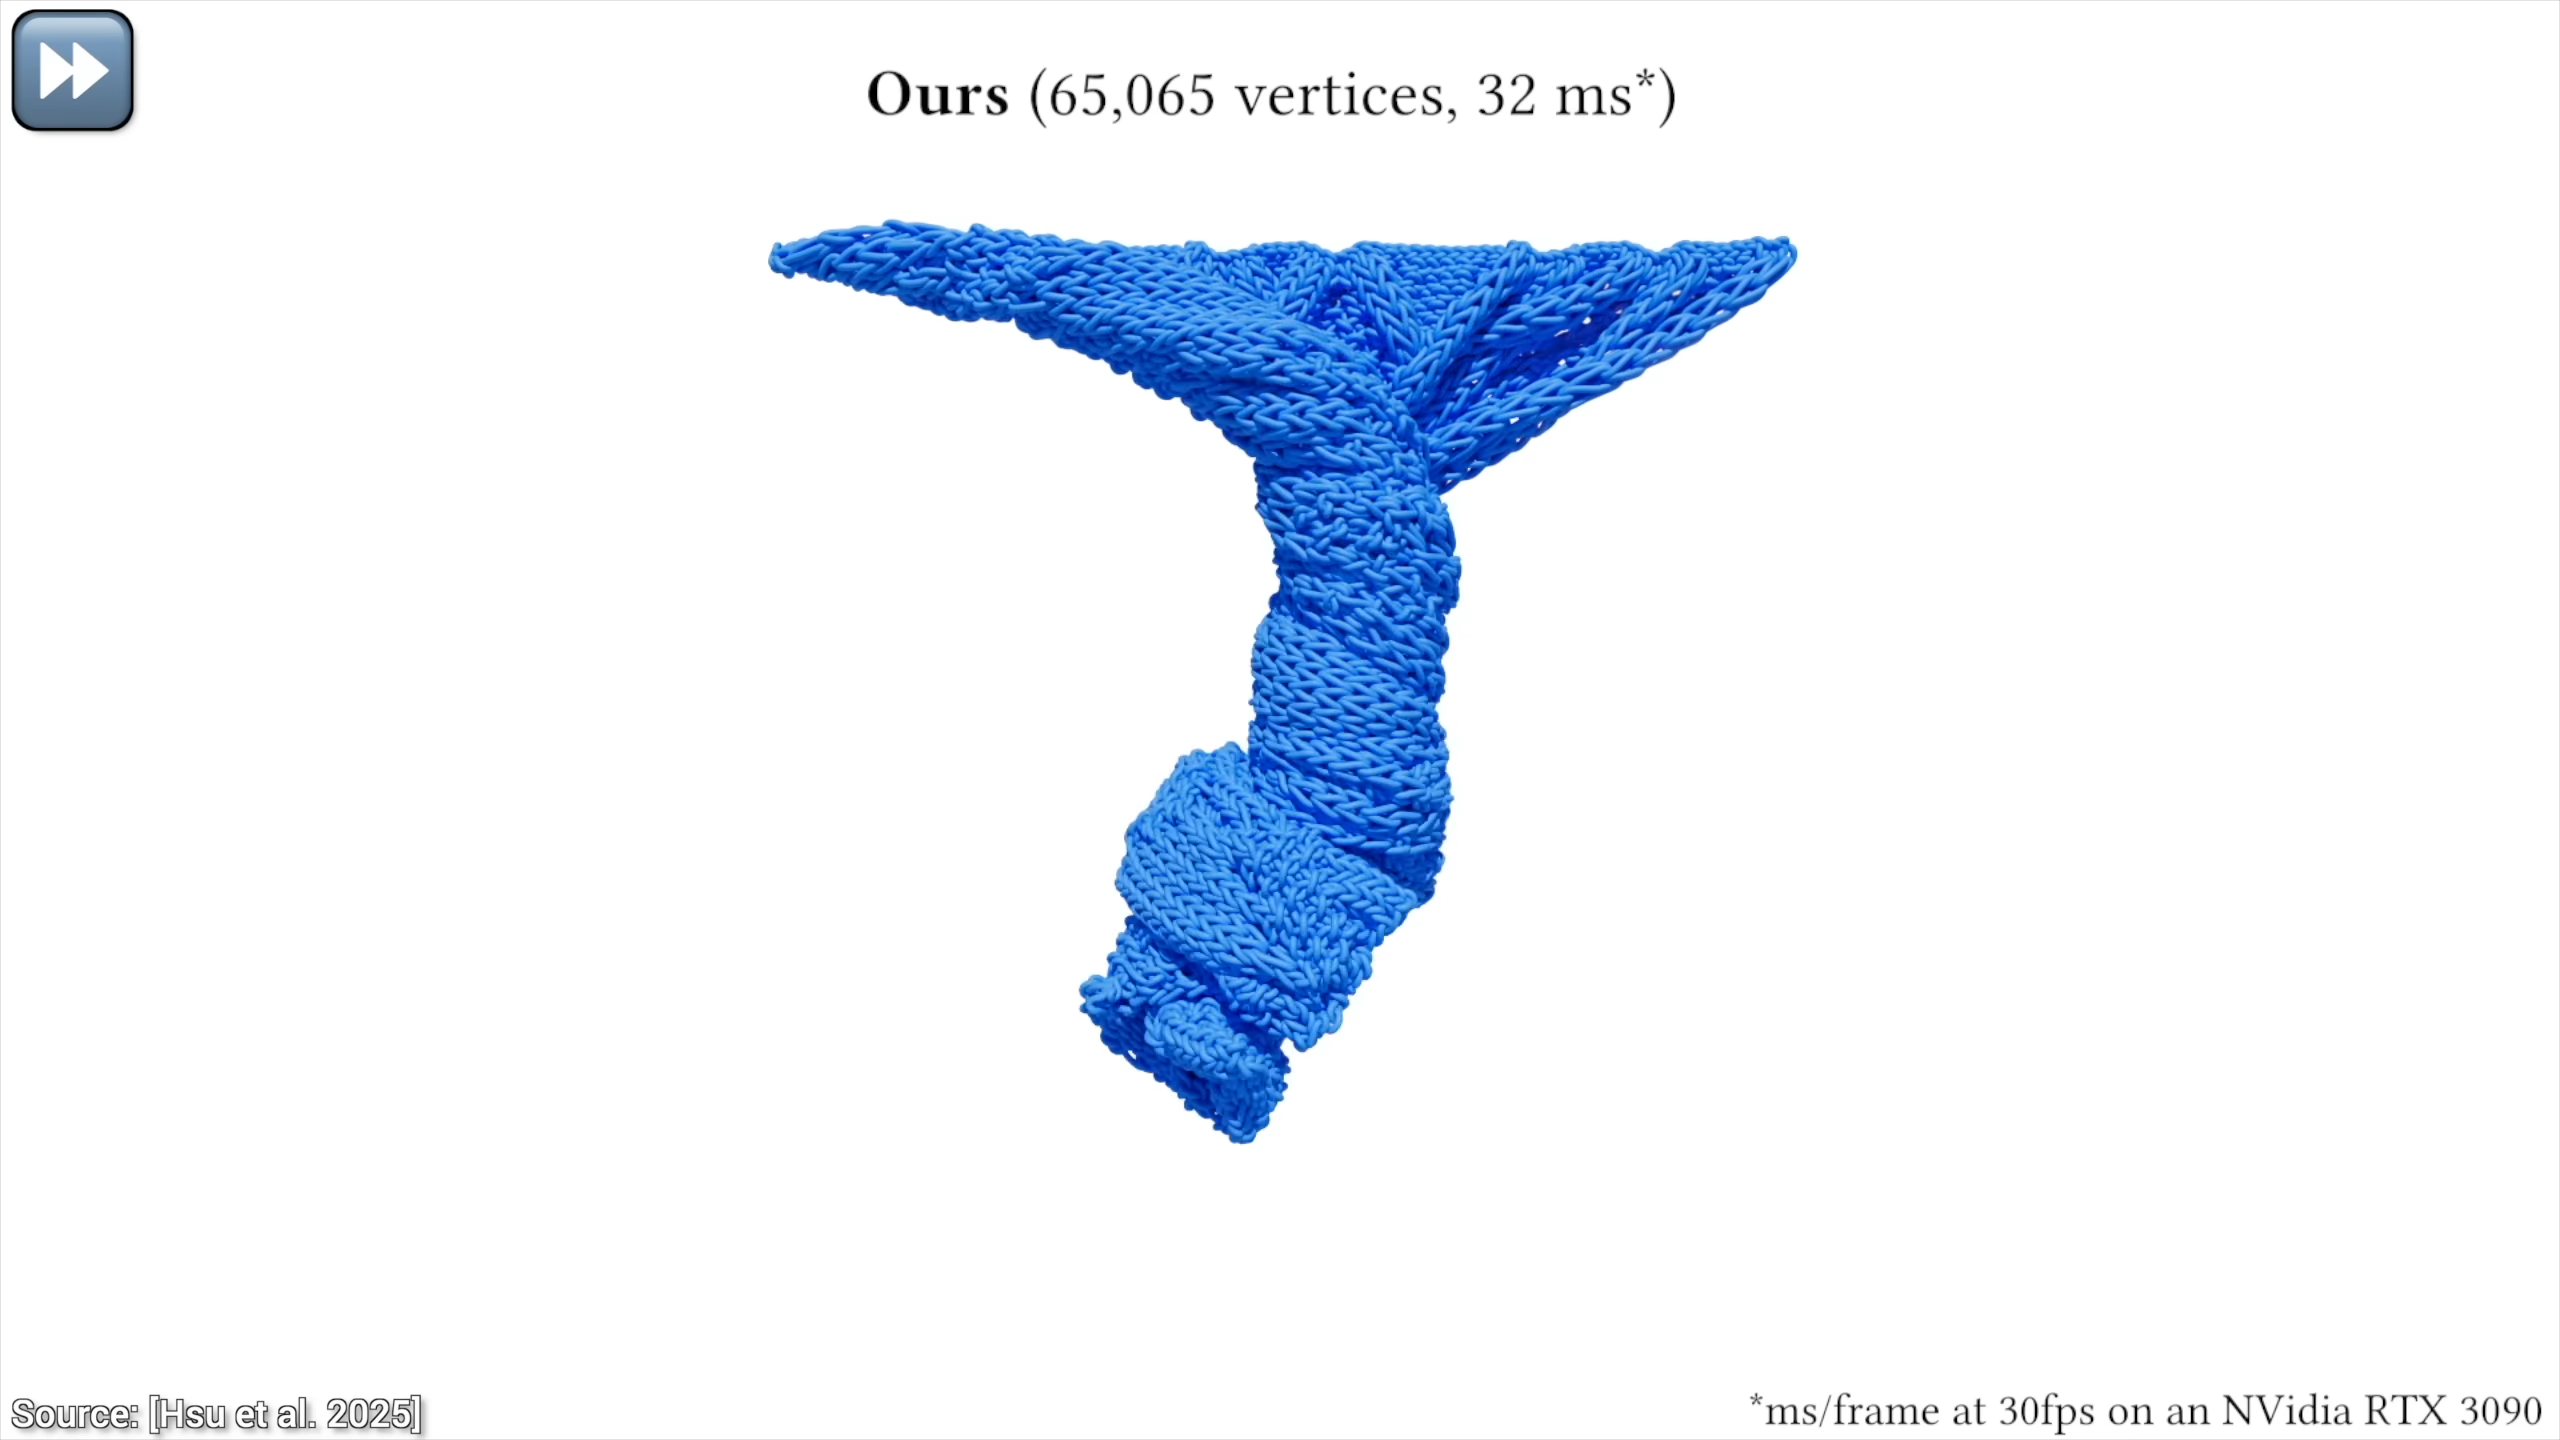 Ours (65,065 vertices, 32 ms*)
Source: [Hsu et al. 2025]
*ms/frame at 30fps on an NVidia RTX 3090